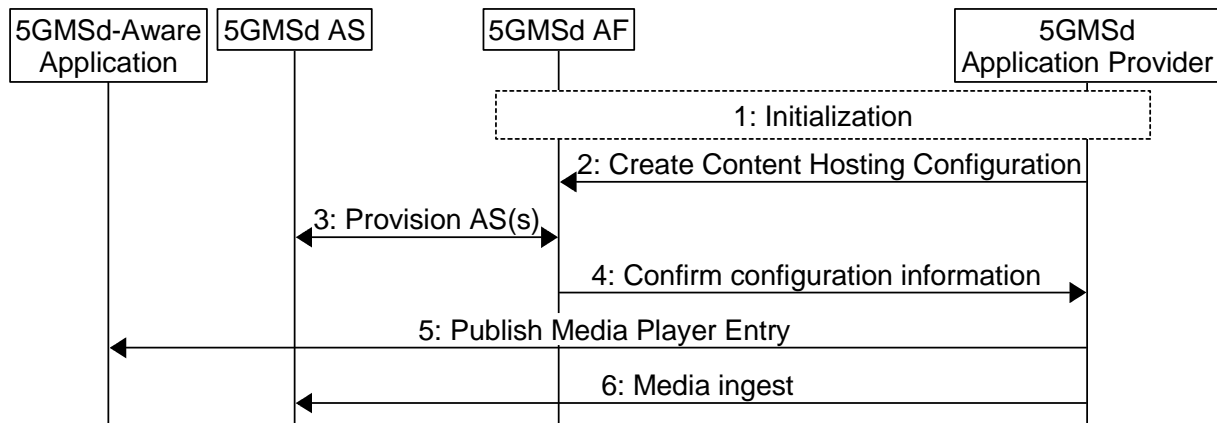 5GMSd-Aware
Application
5GMSd AS
5GMSd AF
5GMSd
Application Provider
1: Initialization
2: Create Content Hosting Configuration
3: Provision AS(s)
4: Confirm configuration information
5: Publish Media Player Entry
6: Media ingest